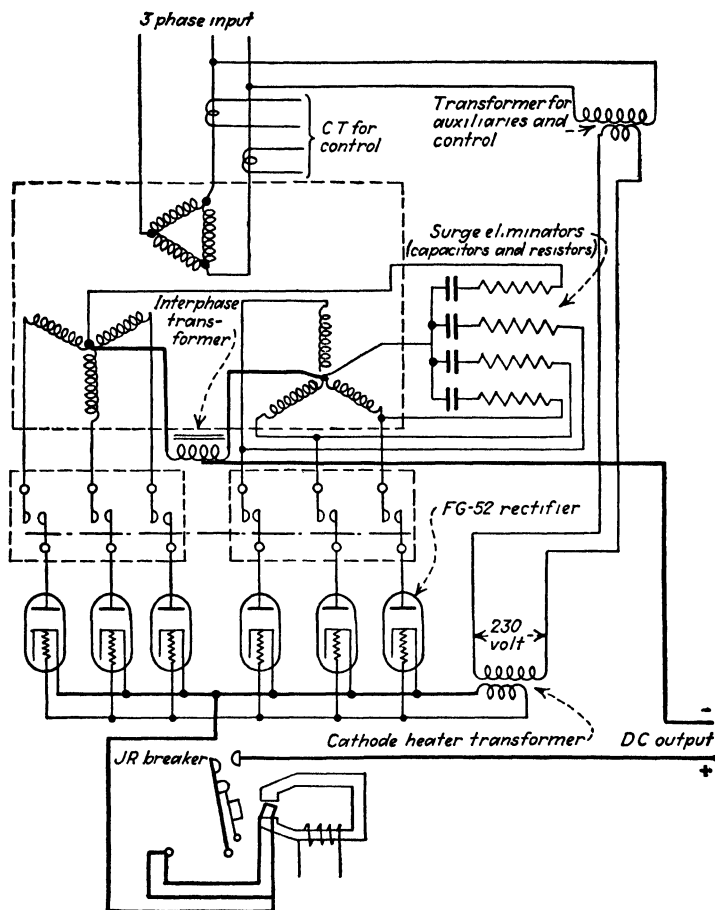 3 phase input
CT for
control
Transformer for
auxiliaries and
control
Surge eliminators
(capacitors and resistors)
Interphase
trans-
former
FG-52 rectifier
230
volt
-
Cathode heater transformer
DC output
+
JR breaker